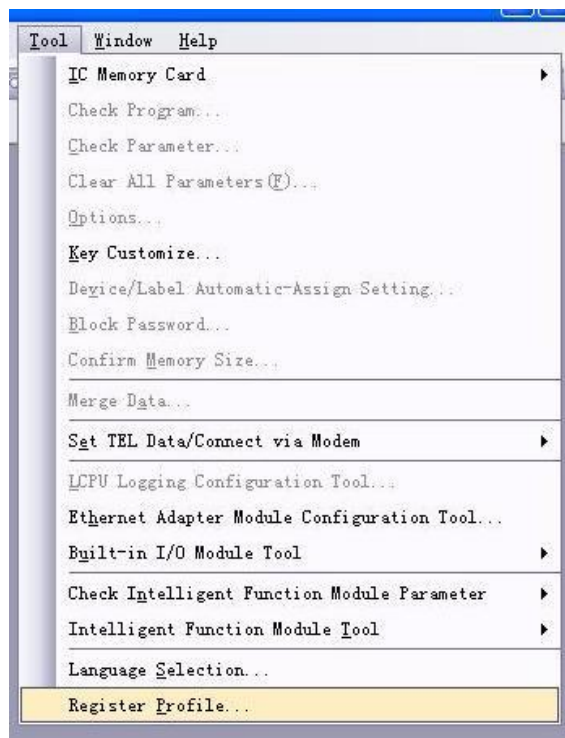 Tool Window Help
IC Memory Card
Check Program...
Check Parameter...
Clear All Parameters(F)...
Options...
Key Customize...
Device/Label Automatic-Assign Setting...
Block Password...
Confirm Memory Size...
Merge Data...
Set TEL Data/Connect via Modem
LCPU Logging Configuration Tool...
Ethernet Adapter Module Configuration Tool...
Built-in I/O Module Tool
Check Intelligent Function Module Parameter
Intelligent Function Module Tool
Language Selection...
Register Profile...